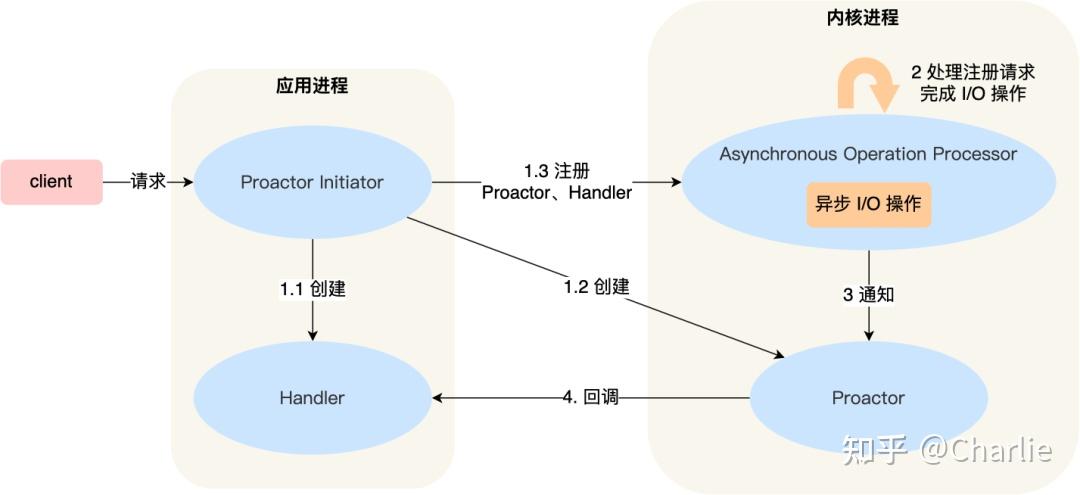 内核进程
应用进程
2 处理注册请求
完成 I/O 操作
client
请求
Proactor Initiator
1.3 注册
Proactor、Handler
Asynchronous Operation Processor
异步 I/O 操作
1.1 创建
1.2 创建
3 通知
Handler
4. 回调
Proactor
知乎 @Charlie